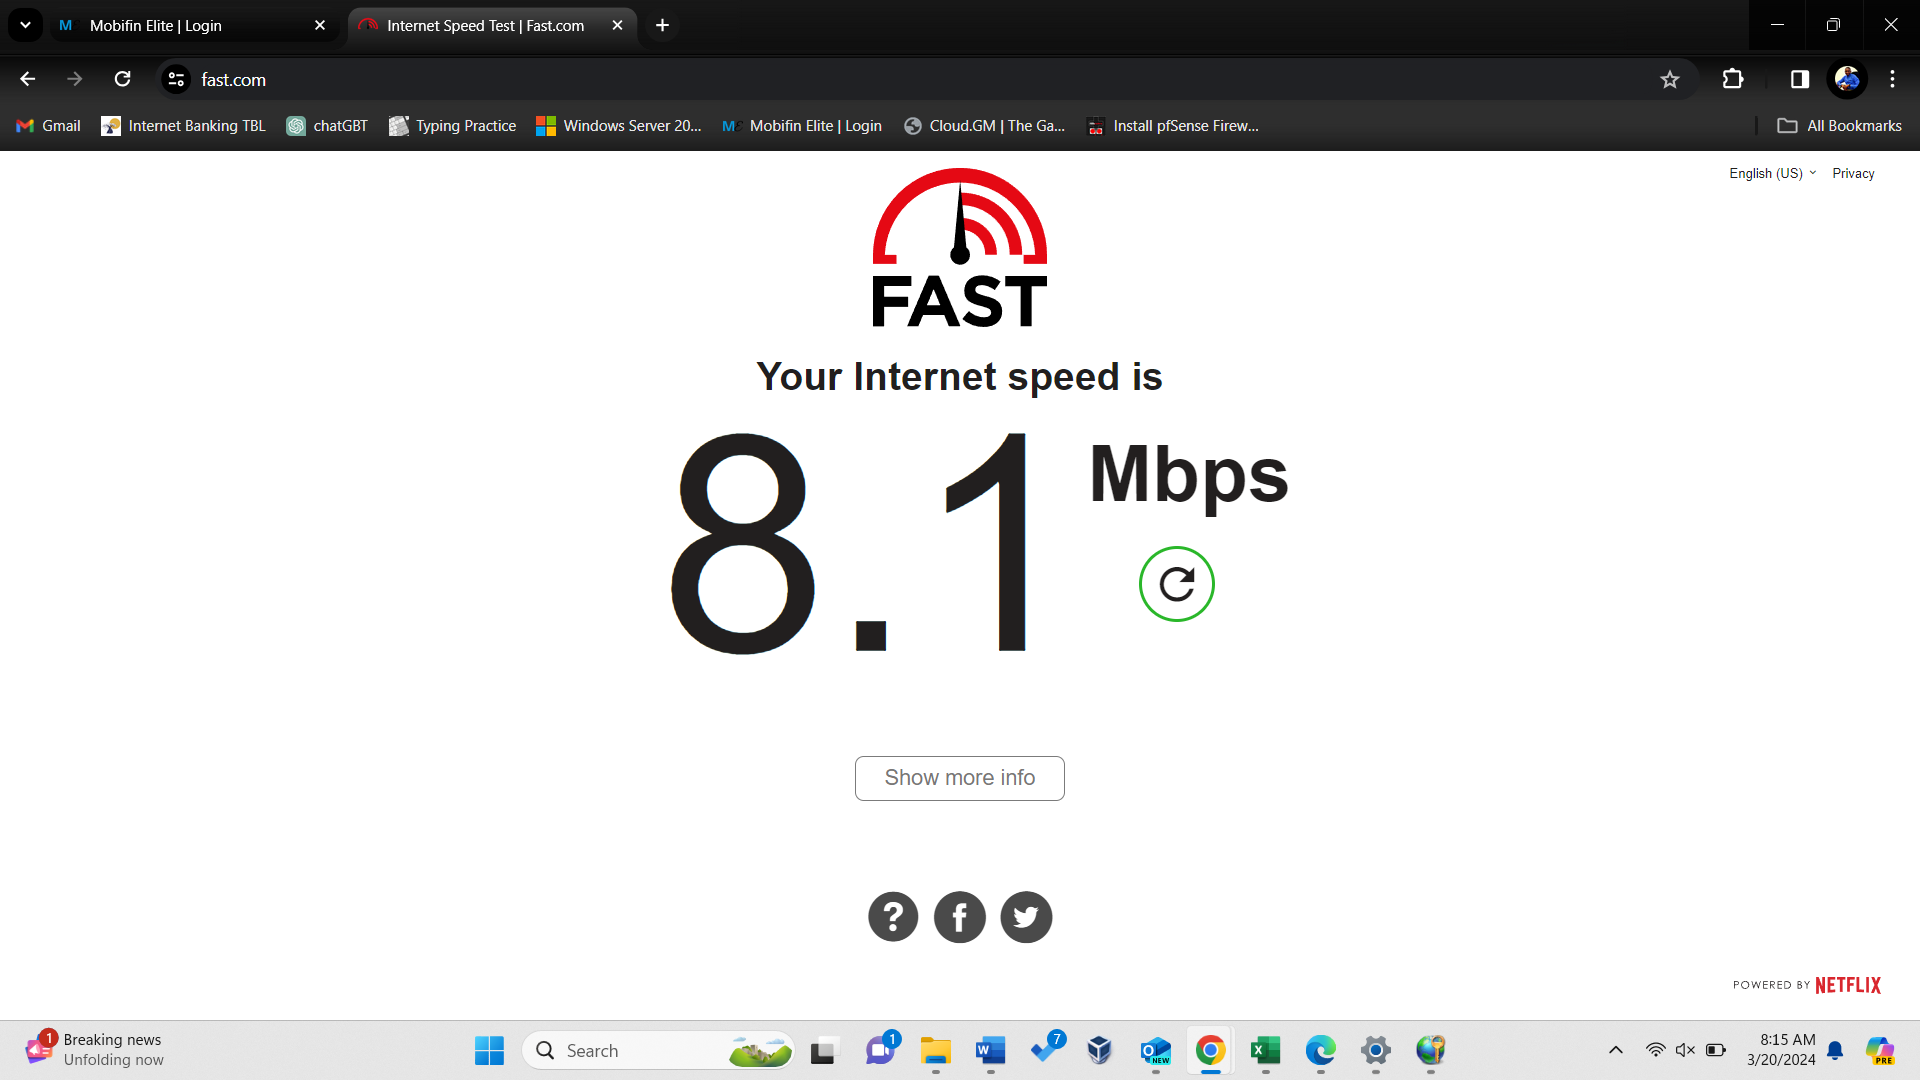 Mobifin Elite | Login
Internet Speed Test | Fast.com
fast.com
Gmail
Internet Banking TBL
chatGBT
Typing Practice
Windows Server 20...
Mobifin Elite | Login
Cloud.GM | The Ga...
Install pfSense Firew...
All Bookmarks
English (US)
Privacy
FAST
Your Internet speed is
8.1 Mbps
Show more info
POWERED BY NETFLIX
1
Breaking news
Unfolding now
Search
1
7
NEW
8:15 AM
3/20/2024
PRE